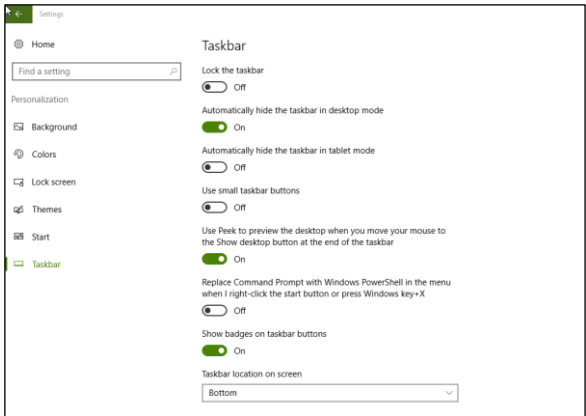 Settings
Home
Find a setting
Personalization
Background
Colors
Lock screen
Themes
Start
Taskbar
Taskbar
Lock the taskbar
Off
Automatically hide the taskbar in desktop mode
On
Automatically hide the taskbar in tablet mode
Off
Use small taskbar buttons
Off
Use Peek to preview the desktop when you move your mouse to
the Show desktop button at the end of the taskbar
On
Replace Command Prompt with Windows PowerShell in the menu
when I right-click the start button or press Windows key+X
Off
Show badges on taskbar buttons
On
Taskbar location on screen
Bottom